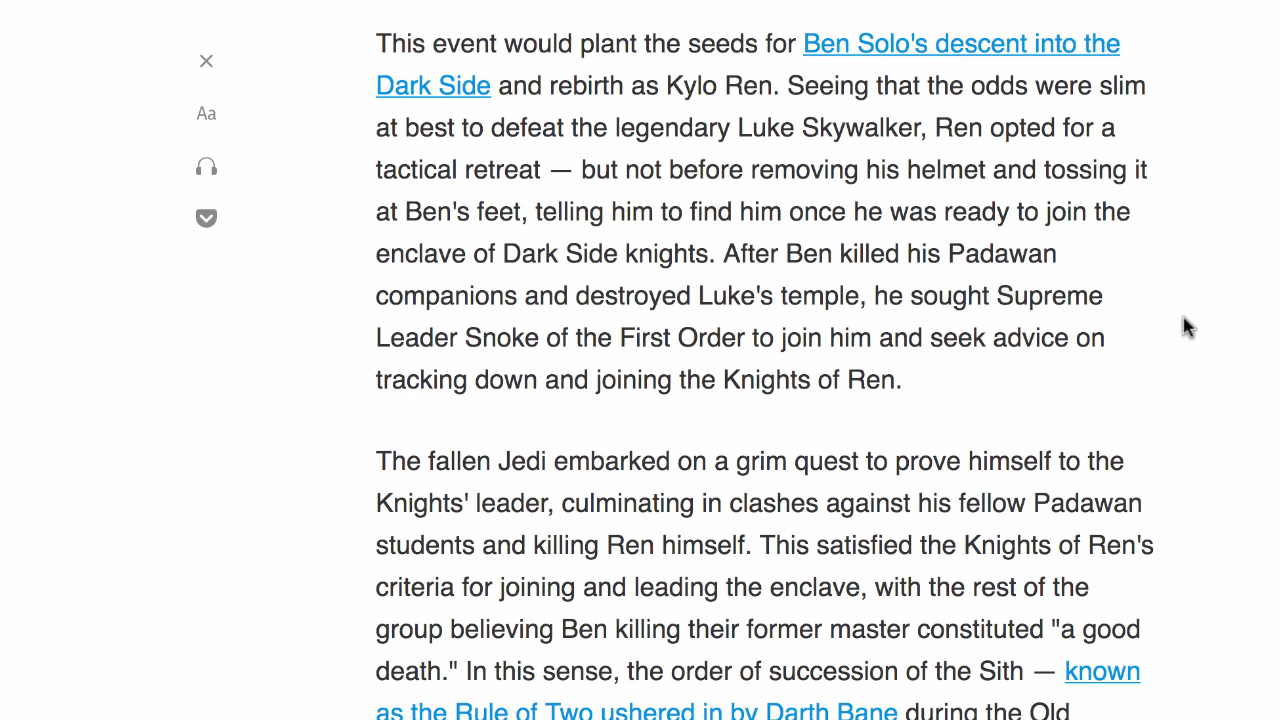 This event would plant the seeds for Ben Solo's descent into the
Dark Side and rebirth as Kylo Ren. Seeing that the odds were slim
at best to defeat the legendary Luke Skywalker, Ren opted for a
tactical retreat — but not before removing his helmet and tossing it
at Ben's feet, telling him to find him once he was ready to join the
enclave of Dark Side knights. After Ben killed his Padawan
companions and destroyed Luke's temple, he sought Supreme
Leader Snoke of the First Order to join him and seek advice on
tracking down and joining the Knights of Ren.
The fallen Jedi embarked on a grim quest to prove himself to the
Knights' leader, culminating in clashes against his fellow Padawan
students and killing Ren himself. This satisfied the Knights of Ren's
criteria for joining and leading the enclave, with the rest of the
group believing Ben killing their former master constituted "a good
death." In this sense, the order of succession of the Sith — known
as the Rule of Two ushered in by Darth Bane during the Old
Aa